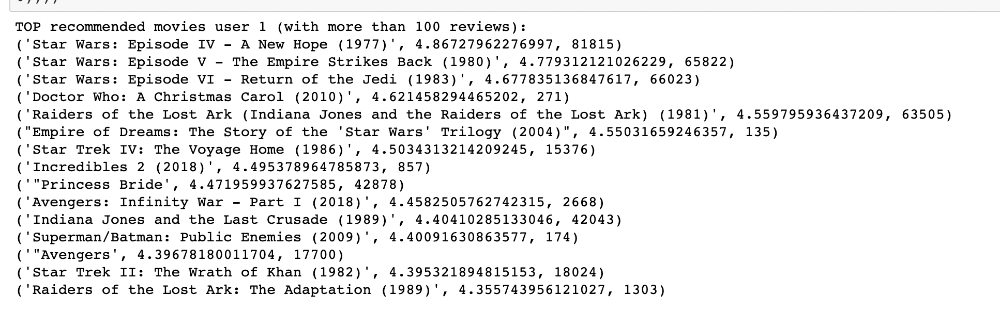 TOP recommended movies user 1 (with more than 100 reviews):
('Star Wars: Episode IV - A New Hope (1977)', 4.86727962276997, 81815)
('Star Wars: Episode V - The Empire Strikes Back (1980)', 4.779312121026229, 65822)
('Star Wars: Episode VI - Return of the Jedi (1983)', 4.677835136847617, 66023)
('Doctor Who: A Christmas Carol (2010)', 4.621458294465202, 271)
('Raiders of the Lost Ark (Indiana Jones and the Raiders of the Lost Ark) (1981)', 4.559795936437209, 63505)
("Empire of Dreams: The Story of the 'Star Wars' Trilogy (2004)", 4.55031659246357, 135)
('Star Trek IV: The Voyage Home (1986)', 4.5034313214209245, 15376)
('Incredibles 2 (2018)', 4.495378964785873, 857)
('"Princess Bride', 4.471959937627585, 42878)
('Avengers: Infinity War - Part I (2018)', 4.4582505762742315, 2668)
('Indiana Jones and the Last Crusade (1989)', 4.40410285133046, 42043)
('Superman/Batman: Public Enemies (2009)', 4.40091630863577, 174)
('"Avengers', 4.39678180011704, 17700)
('Star Trek II: The Wrath of Khan (1982)', 4.395321894815153, 18024)
('Raiders of the Lost Ark: The Adaptation (1989)', 4.355743956121027, 1303)